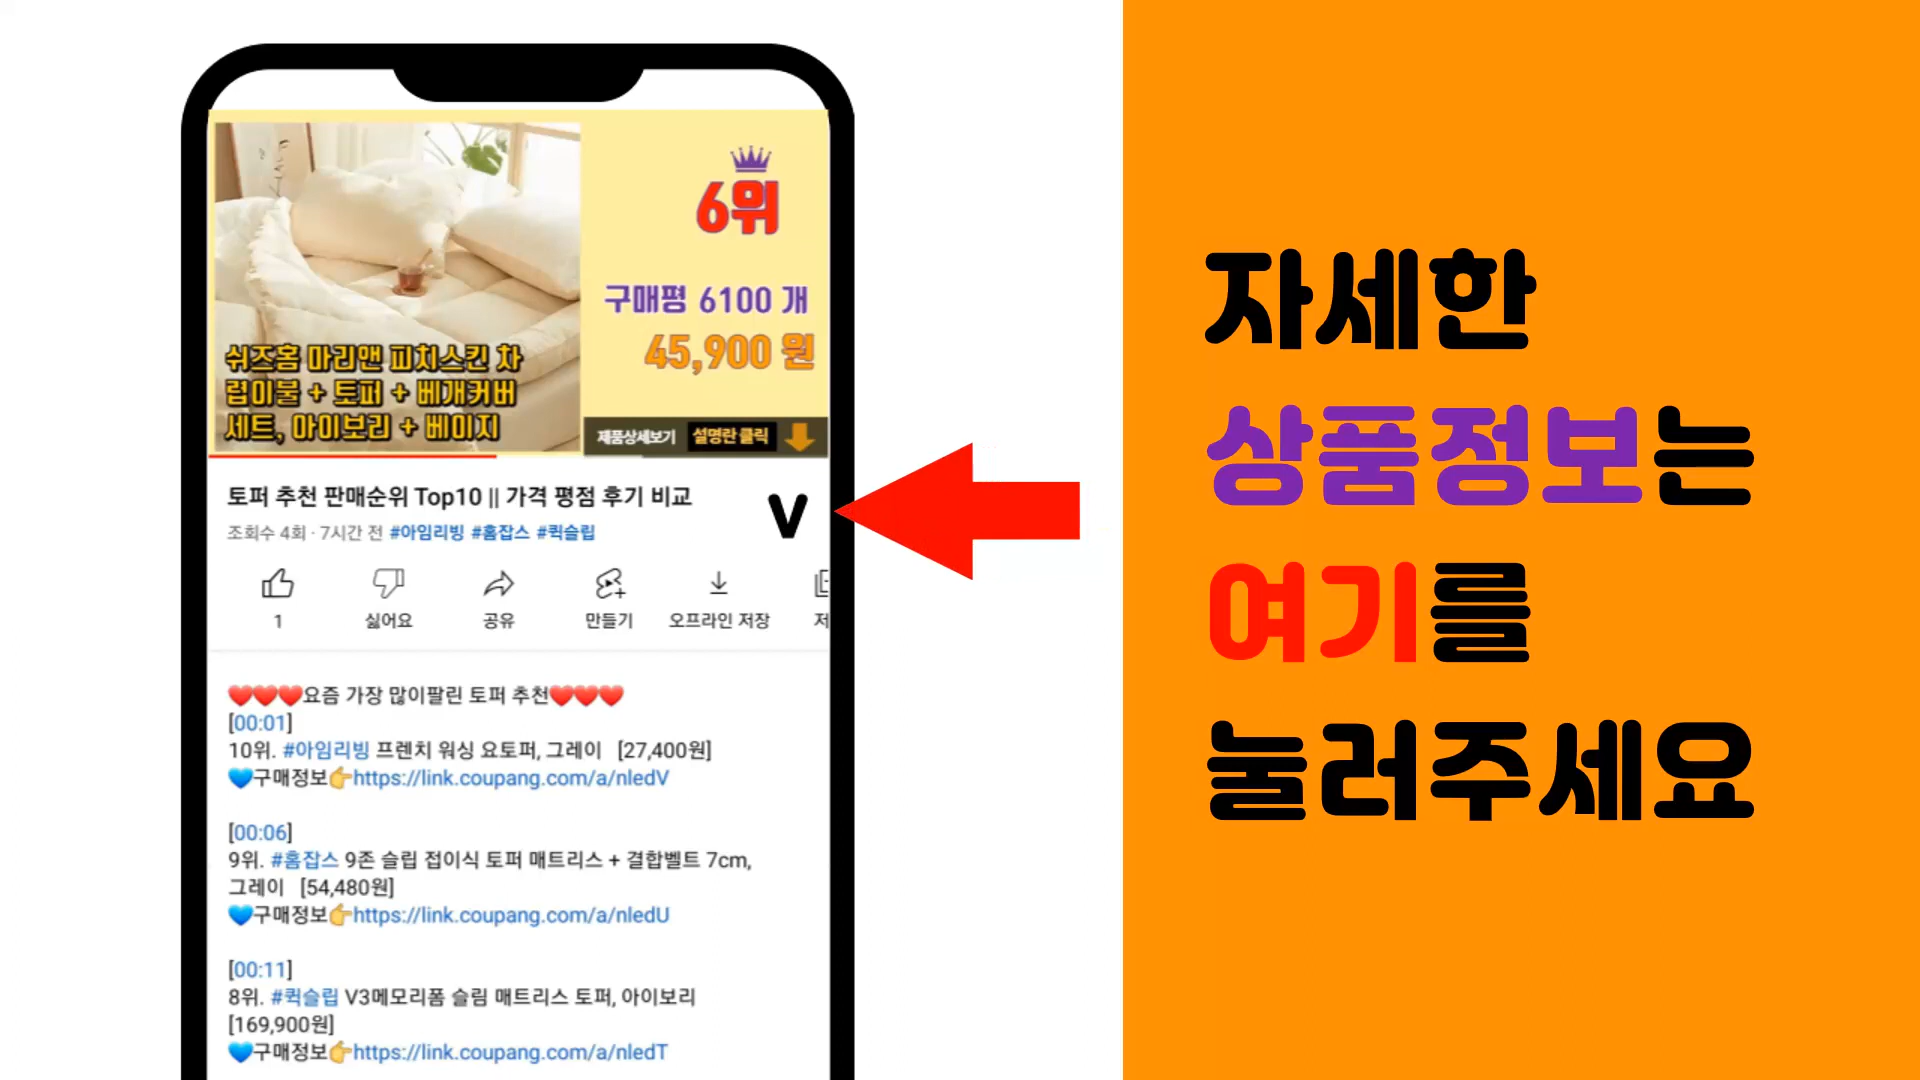 6위
구매평 6100 개
45,900 원
쉬즈홈 마리앤 피치스킨 차
렵이불 + 토퍼 + 베개커버
세트, 아이보리 + 베이지
제품상세보기 설명란 클릭
토퍼 추천 판매순위 Top10 || 가격 평점 후기 비교
V
조회수 4회 · 7시간 전 #아임리빙 #홈잡스 #퀵슬립
1 싫어요 공유 만들기 오프라인 저장 저
❤️❤️❤️요즘 가장 많이팔린 토퍼 추천❤️❤️❤️
[00:01]
10위. #아임리빙 프렌치 워싱 요토퍼, 그레이 [27,400원]
💙구매정보👉https://link.coupang.com/a/nledV
[00:06]
9위. #홈잡스 9존 슬립 접이식 토퍼 매트리스 + 결합벨트 7cm,
그레이 [54,480원]
💙구매정보👉https://link.coupang.com/a/nledU
[00:11]
8위. #퀵슬립 V3메모리폼 슬림 매트리스 토퍼, 아이보리
[169,900원]
💙구매정보👉https://link.coupang.com/a/nledT
자세한
상품정보는
여기를
눌러주세요